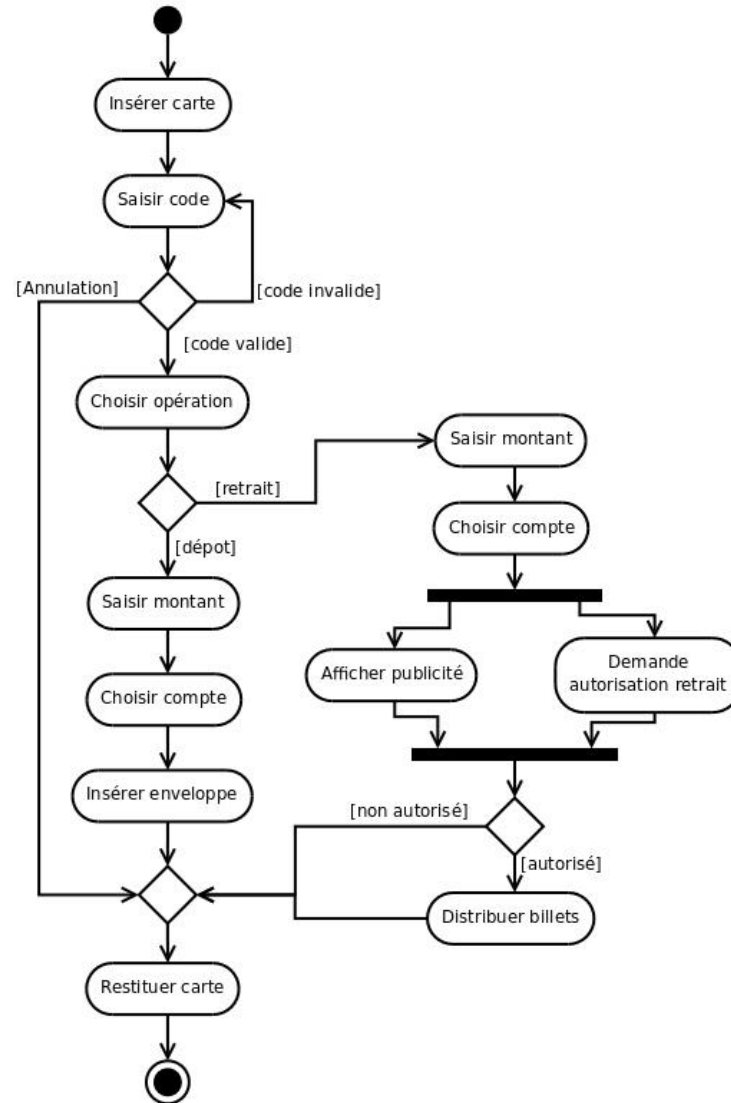 Insérer carte
Saisir code
[Annulation]
[code invalide]
[code valide]
Choisir opération
[retrait]
[dépot]
Saisir montant
Choisir compte
Insérer enveloppe
Saisir montant
Choisir compte
Afficher publicité
Demande
autorisation retrait
[non autorisé]
[autorisé]
Distribuer billets
Restituer carte